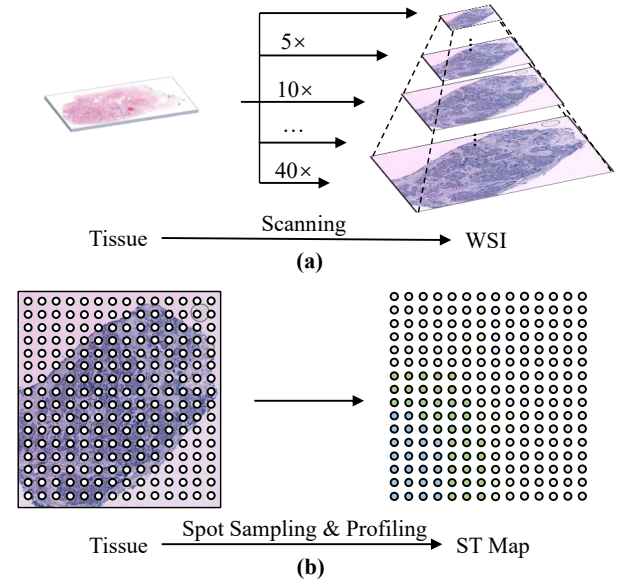 5×
10×
…
40×
Scanning
Tissue WSI
(a)
Spot Sampling & Profiling
Tissue ST Map
(b)